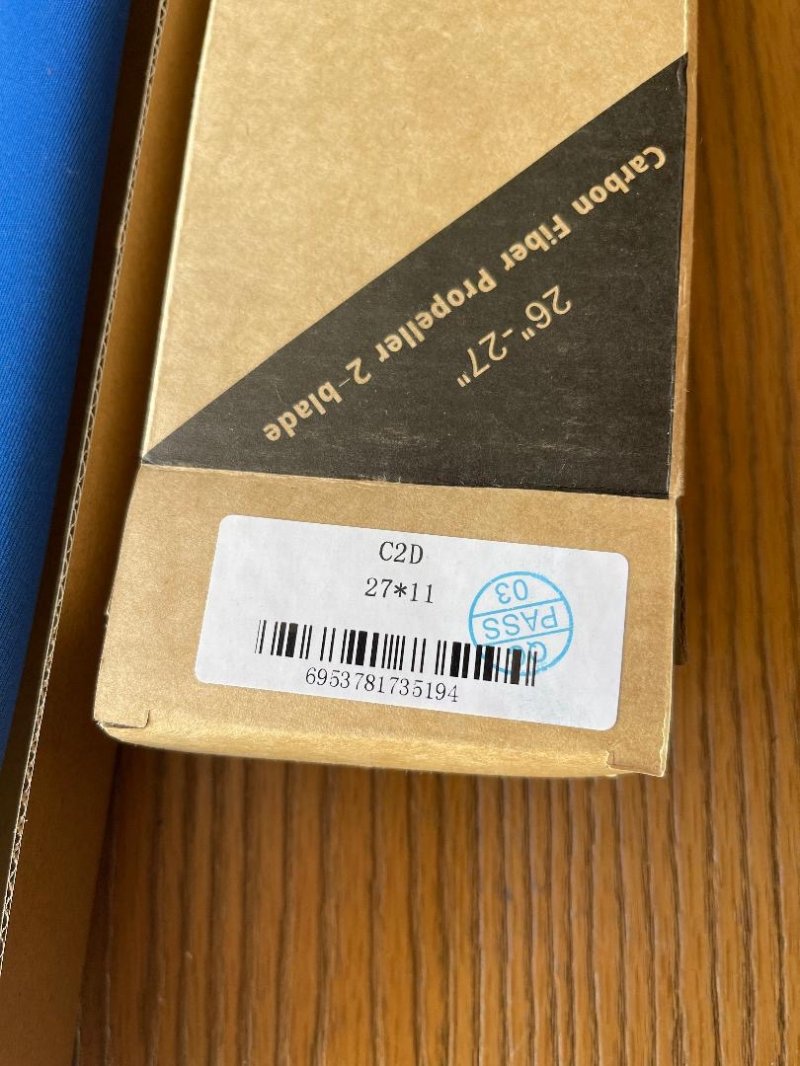 Carbon Fiber Propeller 2-blade
26"-27"
C2D
27*11
QC
PASS
03
6953781735194